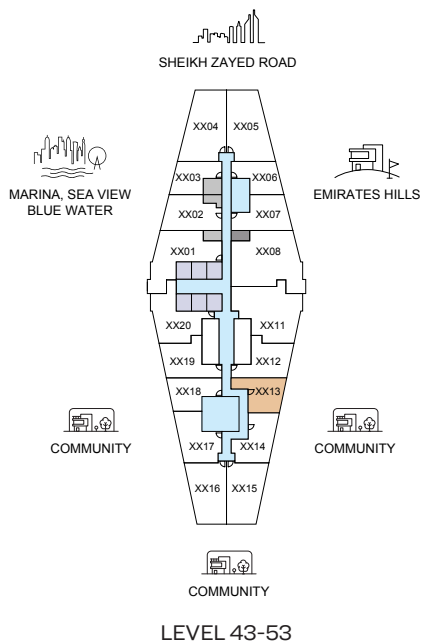 SHEIKH ZAYED ROAD
XX04 XX05
XX03 XX06
MARINA, SEA VIEW
BLUE WATER
EMIRATES HILLS
XX02 XX07
XX01 XX08
XX20 XX11
XX19 XX12
XX18 XX13
COMMUNITY
COMMUNITY
XX17 XX14
XX16 XX15
COMMUNITY
LEVEL 43-53